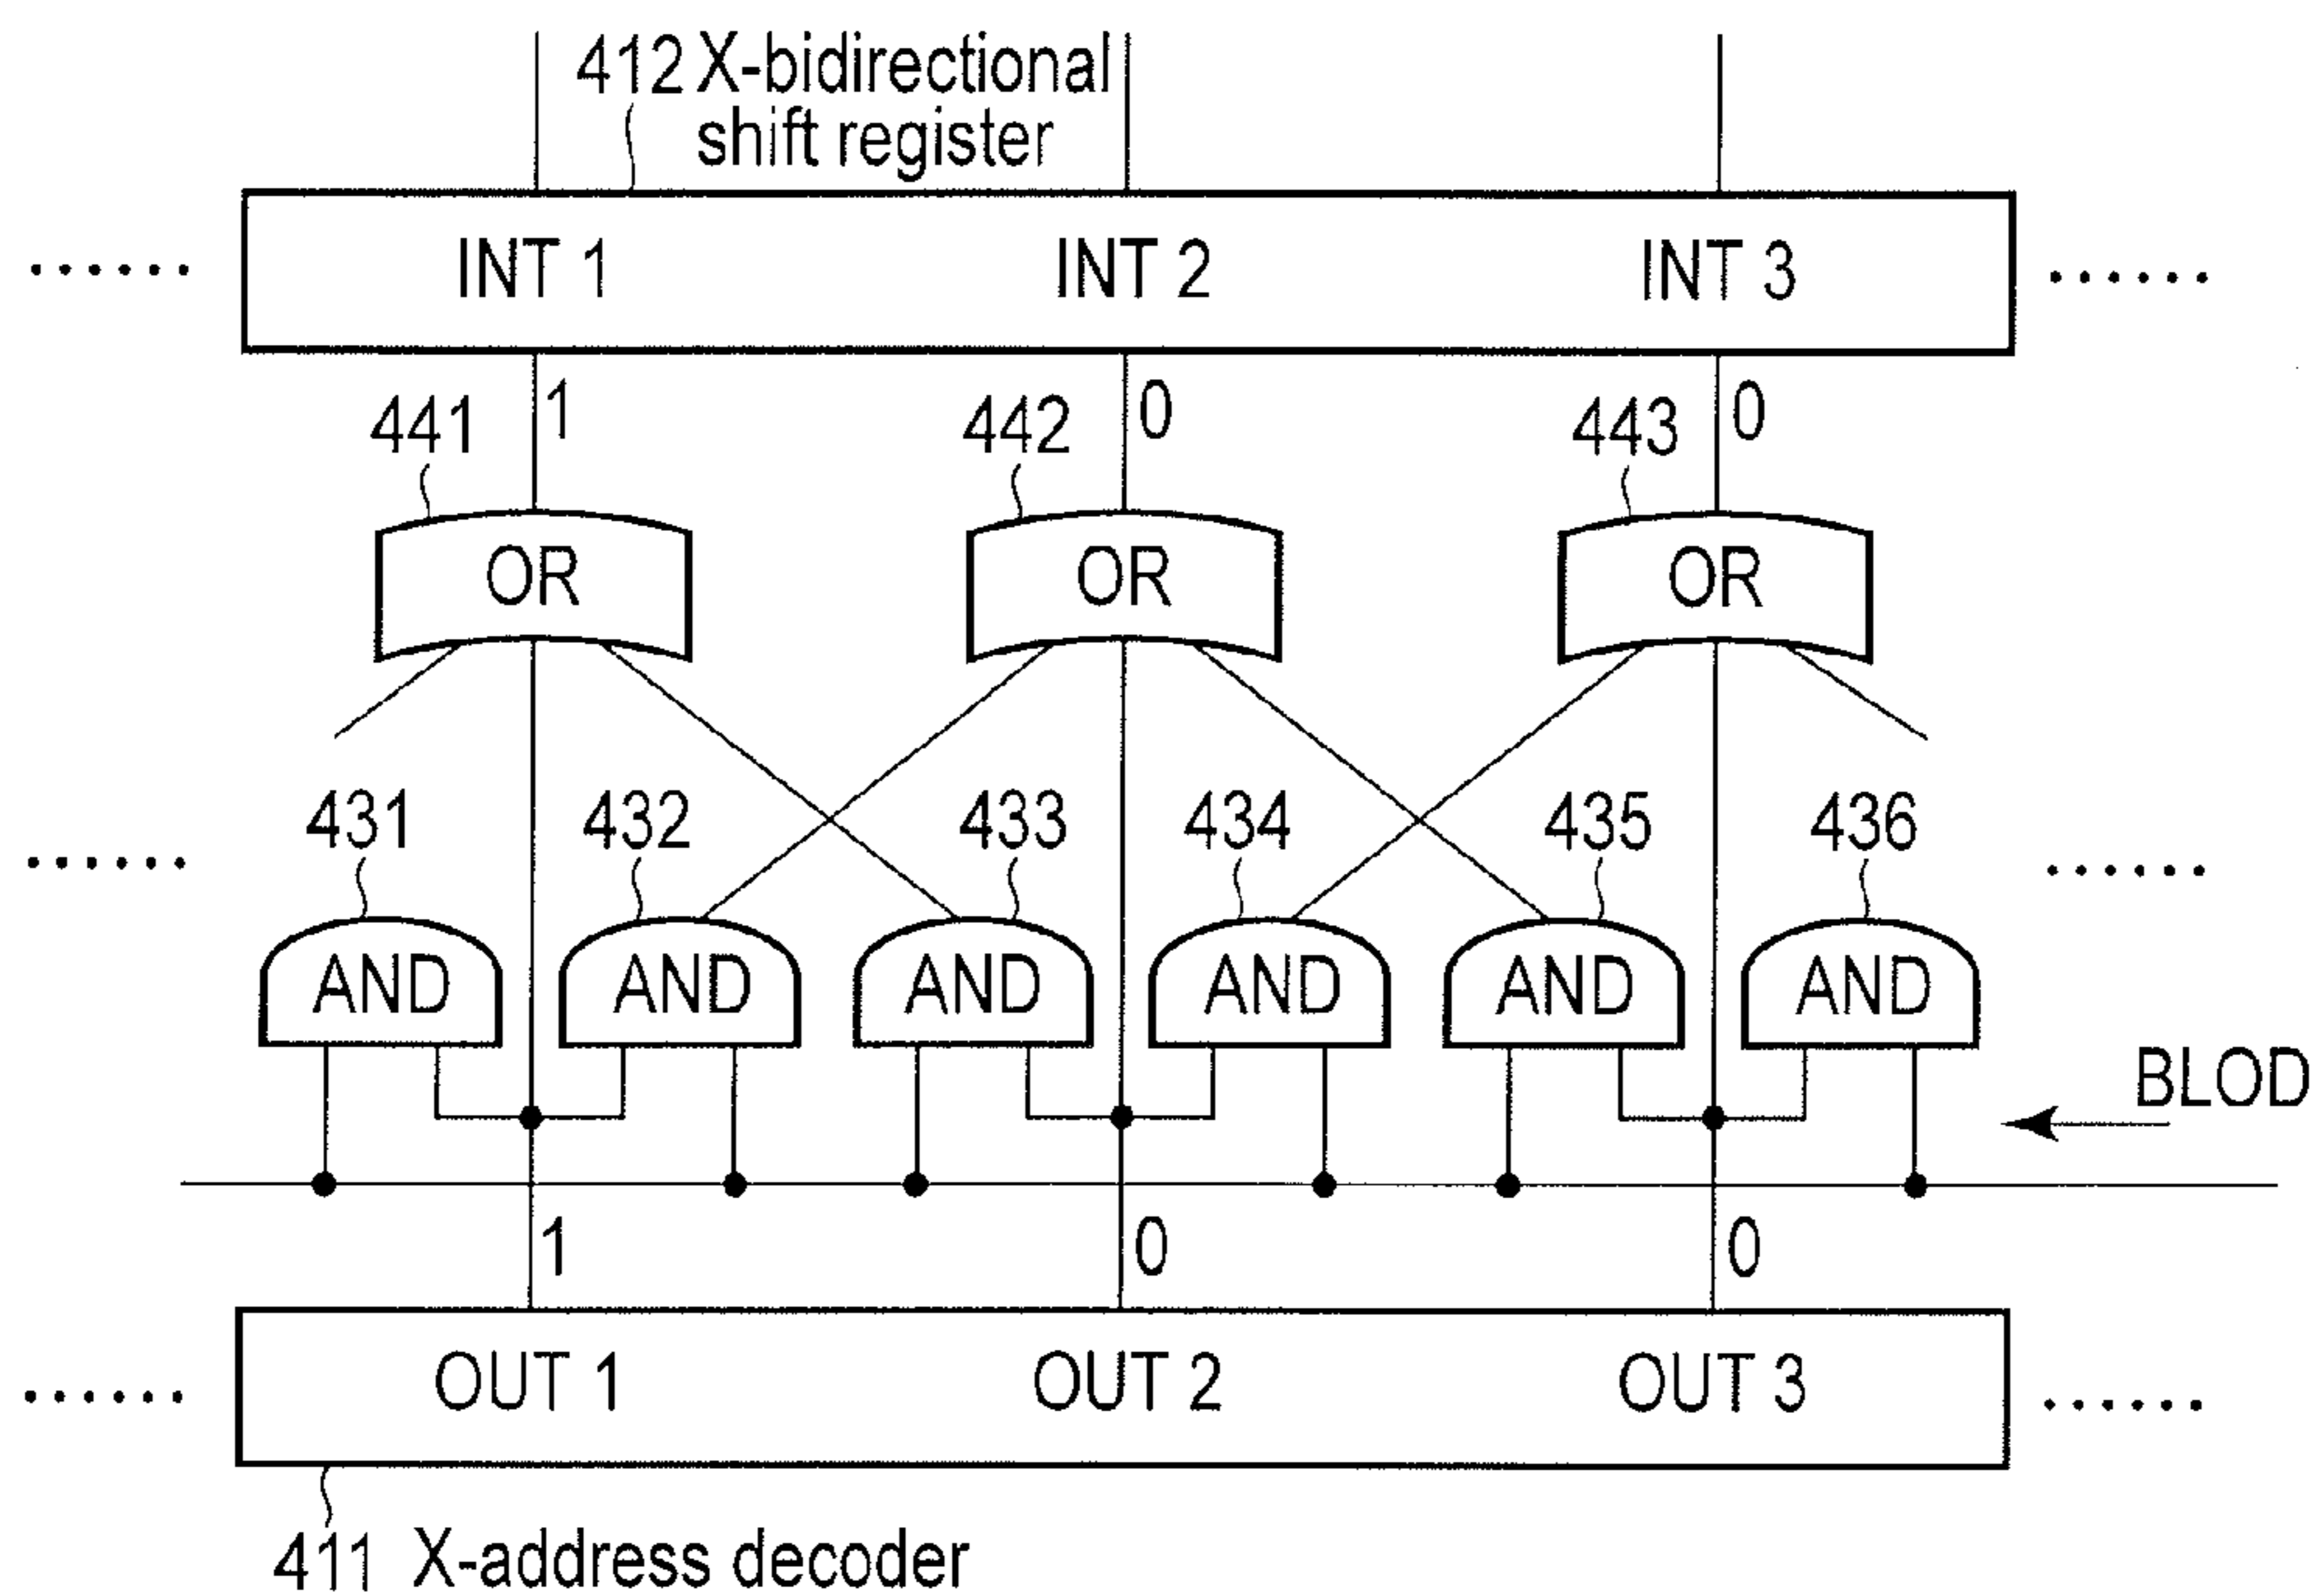 412 X-bidirectional
shift register
INT 1 INT 2 INT 3
1 0 0
441 442 443
OR OR OR
431 432 433 434 435 436
AND AND AND AND AND AND
BLOD
1 0 0
OUT 1 OUT 2 OUT 3
411 X-address decoder